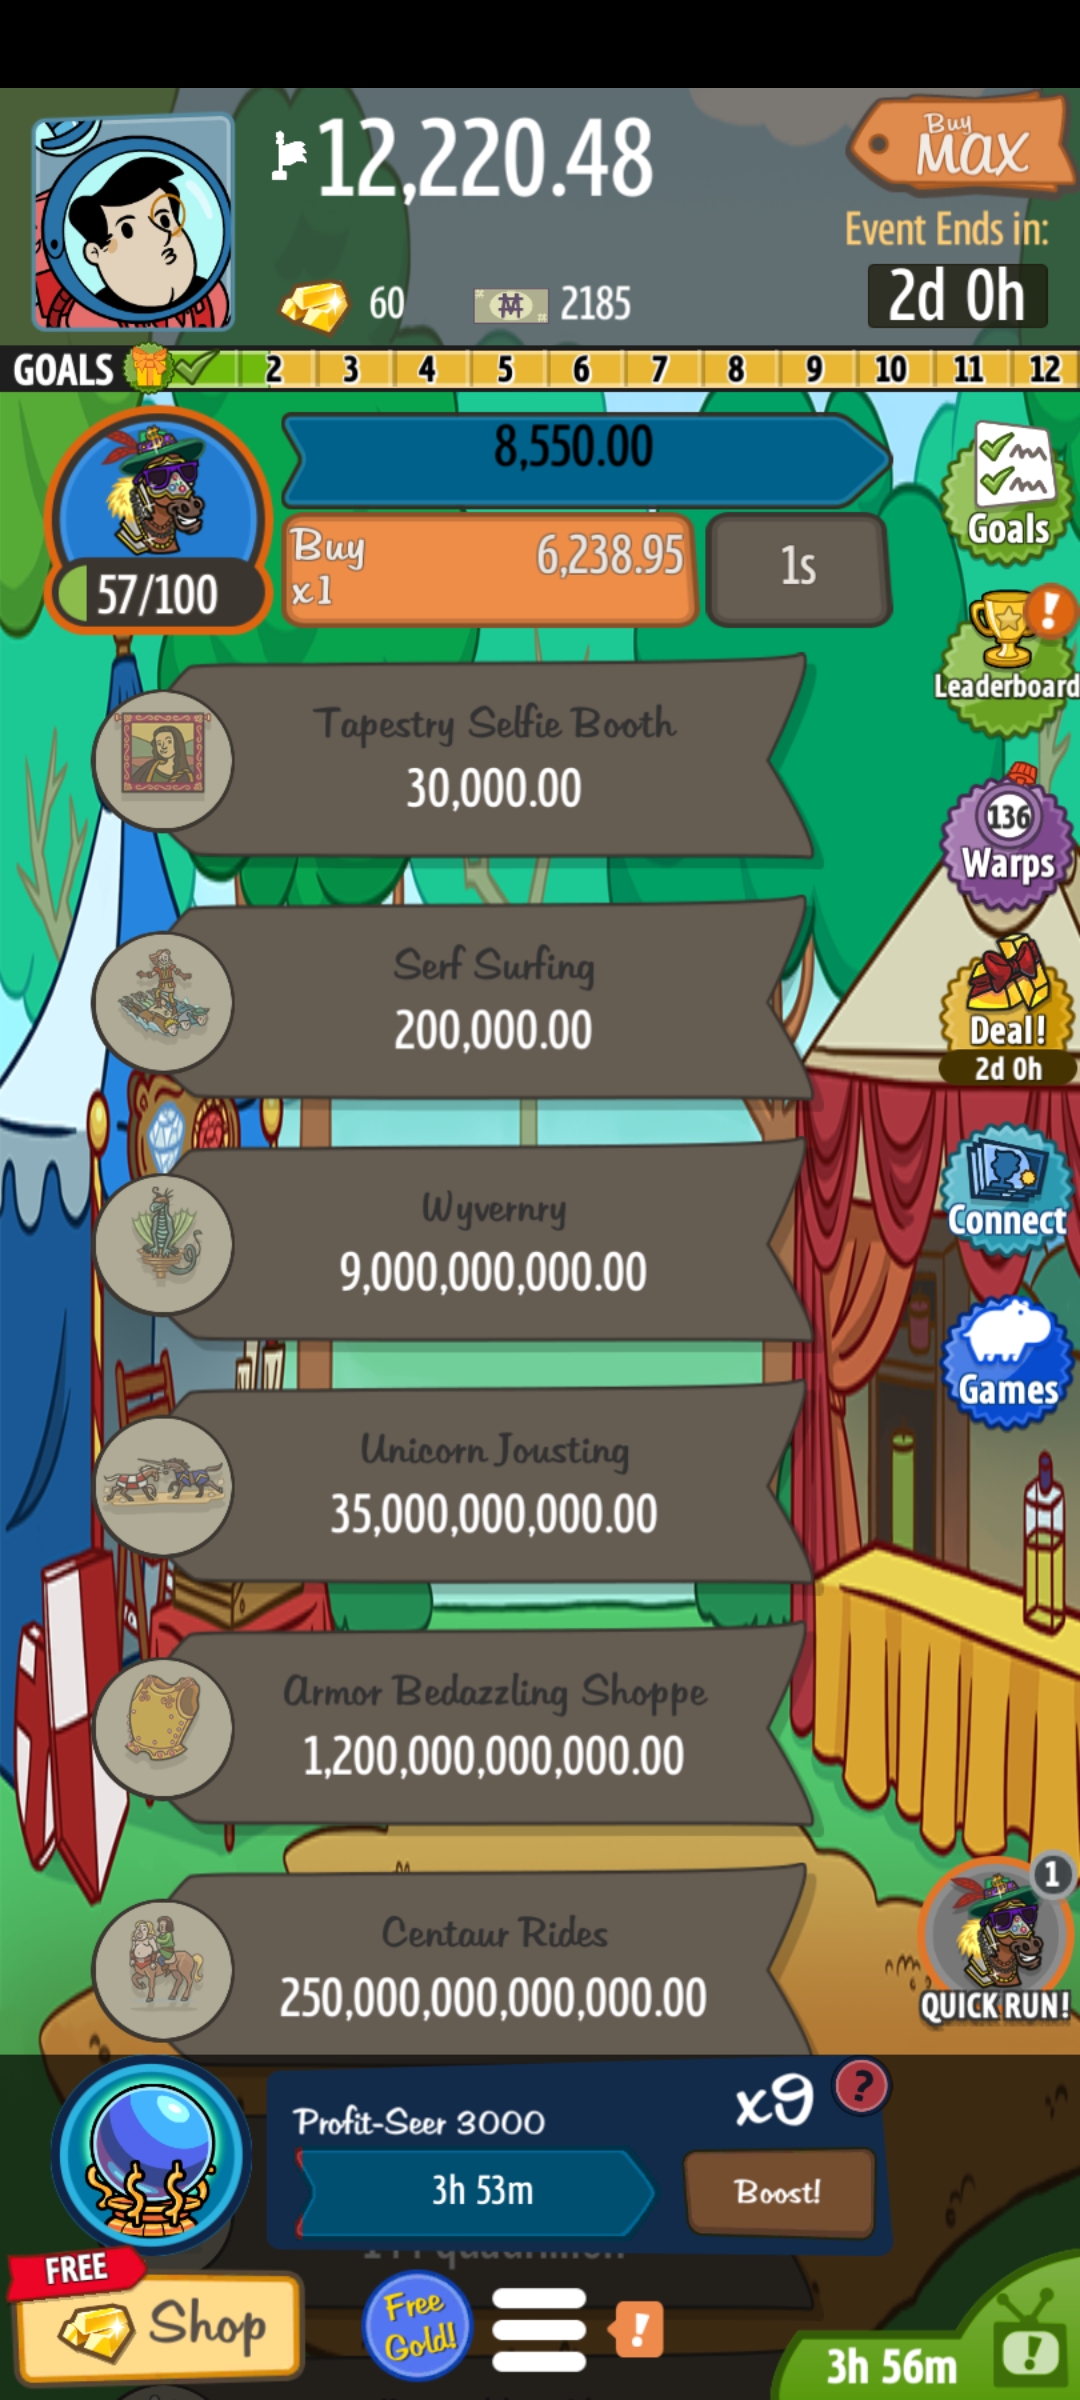 12,220.48
Buy
MAX
Event Ends in:
60
2185
2d 0h
GOALS 2 3 4 5 6 7 8 9 10 11 12
8,550.00
Buy
x1
6,238.95
1s
57/100
Goals
Leaderboard
Tapestry Selfie Booth
30,000.00
136
Warps
Serf Surfing
200,000.00
Deal!
2d 0h
Wyvernry
9,000,000,000.00
Connect
Games
Unicorn Jousting
35,000,000,000.00
Armor Bedazzling Shoppe
1,200,000,000,000.00
Centaur Rides
250,000,000,000,000.00
1
QUICK RUN!
Profit-Seer 3000
x9
?
3h 53m
Boost!
FREE
Shop
Free
Gold!
!
3h 56m
!